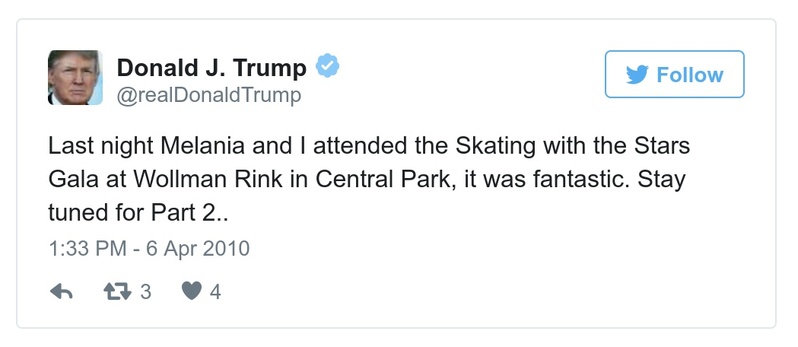 Donald J. Trump
@realDonaldTrump
Follow
Last night Melania and I attended the Skating with the Stars
Gala at Wollman Rink in Central Park, it was fantastic. Stay
tuned for Part 2..
1:33 PM - 6 Apr 2010
3
4